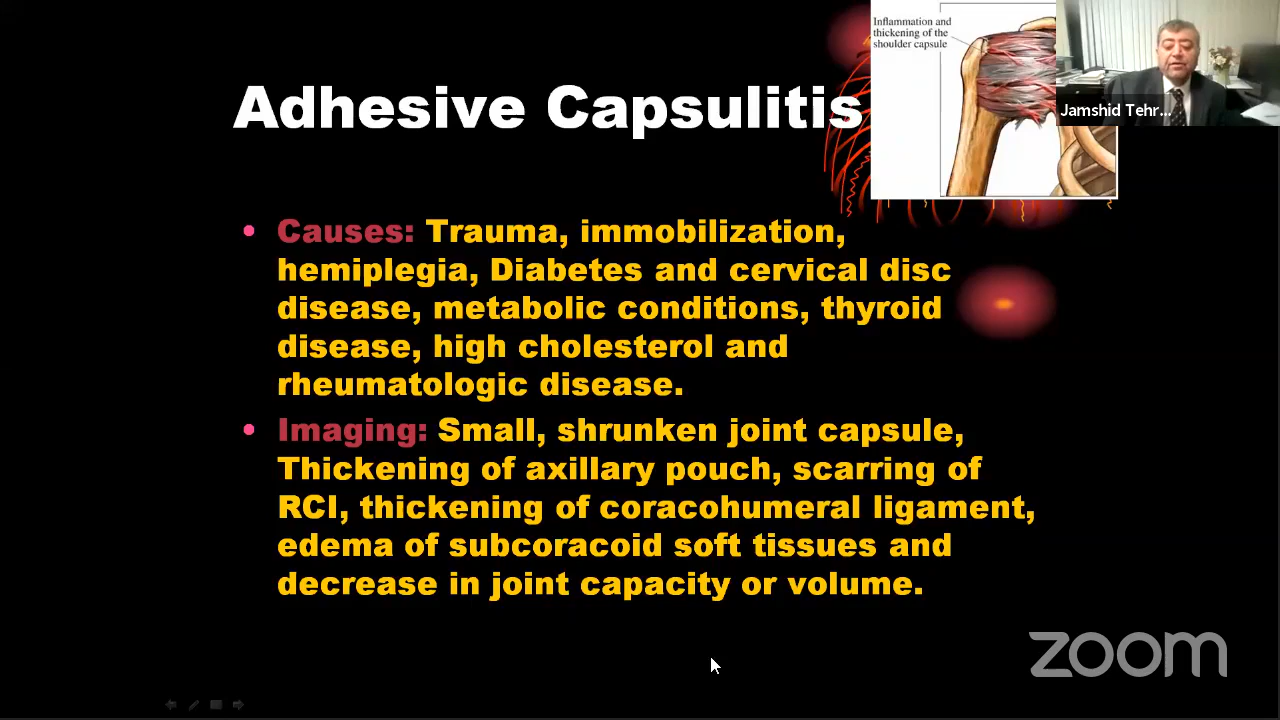 Inflammation and
thickening of the
shoulder capsule
Jamshid Tehr...
Adhesive Capsulitis
• Causes: Trauma, immobilization,
hemiplegia, Diabetes and cervical disc
disease, metabolic conditions, thyroid
disease, high cholesterol and
rheumatologic disease.
• Imaging: Small, shrunken joint capsule,
Thickening of axillary pouch, scarring of
RCI, thickening of coracohumeral ligament,
edema of subcoracoid soft tissues and
decrease in joint capacity or volume.
zoom